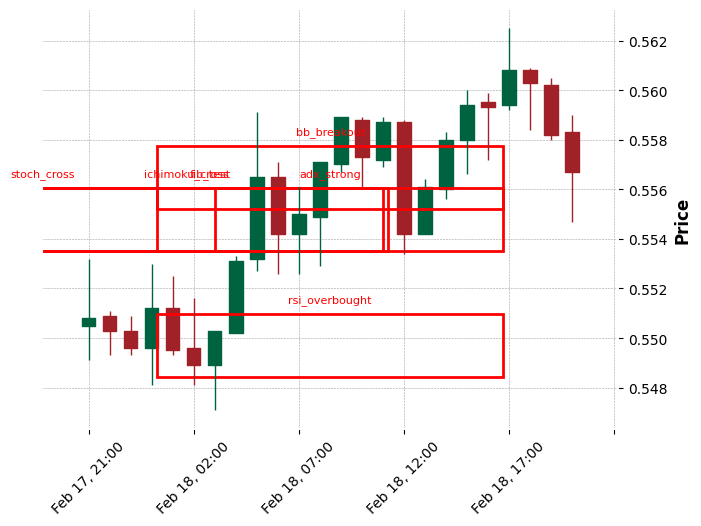 0.562
0.560
bb_breakout
0.558
stoch_cross
adx_strong
0.556
Price
0.554
0.552
rsi_overbought
0.550
0.548
Feb 17, 21:00
Feb 18, 02:00
Feb 18, 07:00
Feb 18, 12:00
Feb 18, 17:00